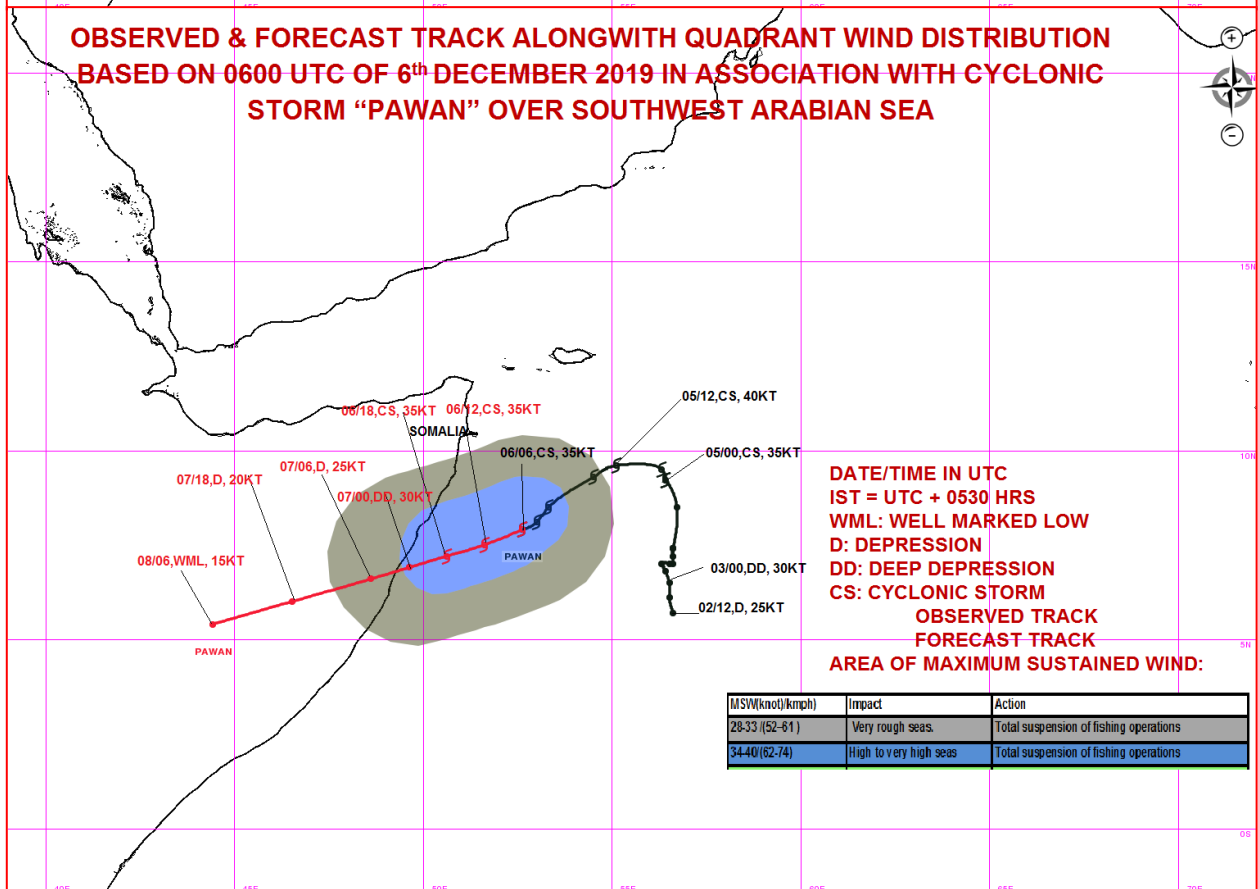 OBSERVED & FORECAST TRACK ALONGWITH QUADRANT WIND DISTRIBUTION
BASED ON 0600 UTC OF 6th DECEMBER 2019 IN ASSOCIATION WITH CYCLONIC
STORM “PAWAN” OVER SOUTHWEST ARABIAN SEA
+
−
15N
05/12,CS, 40KT
06/18,CS, 35KT
06/12,CS, 35KT
SOMALIA
10N
06/06,CS, 35KT
05/00,CS, 35KT
07/06,D, 25KT
07/18,D, 20KT
07/00,DD, 30KT
DATE/TIME IN UTC
IST = UTC + 0530 HRS
WML: WELL MARKED LOW
D: DEPRESSION
DD: DEEP DEPRESSION
CS: CYCLONIC STORM
OBSERVED TRACK
FORECAST TRACK
AREA OF MAXIMUM SUSTAINED WIND:
PAWAN
08/06,WML, 15KT
03/00,DD, 30KT
02/12,D, 25KT
5N
PAWAN
MSW(knot)/kmph) Impact Action
28-33 /(52-61 ) Very rough seas. Total suspension of fishing operations
34-40/(62-74) High to very high seas Total suspension of fishing operations
0S